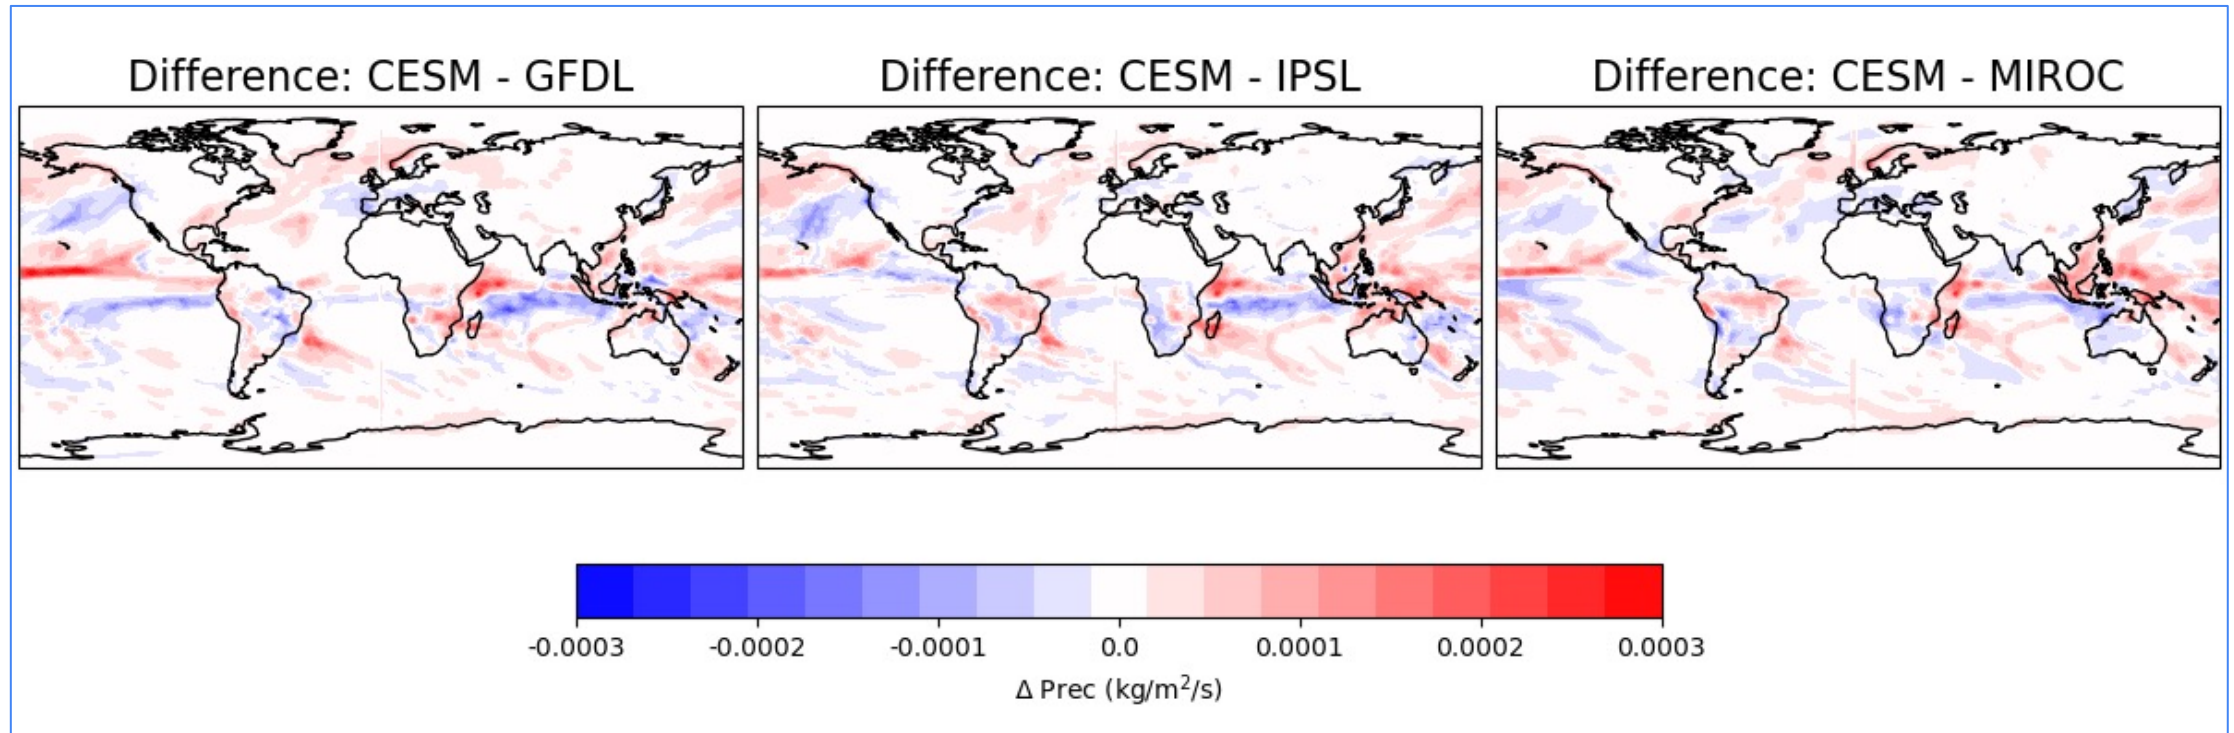 Difference: CESM - GFDL
Difference: CESM - IPSL
Difference: CESM - MIROC
-0.0003 -0.0002 -0.0001 0.0 0.0001 0.0002 0.0003
Δ Prec (kg/m²/s)